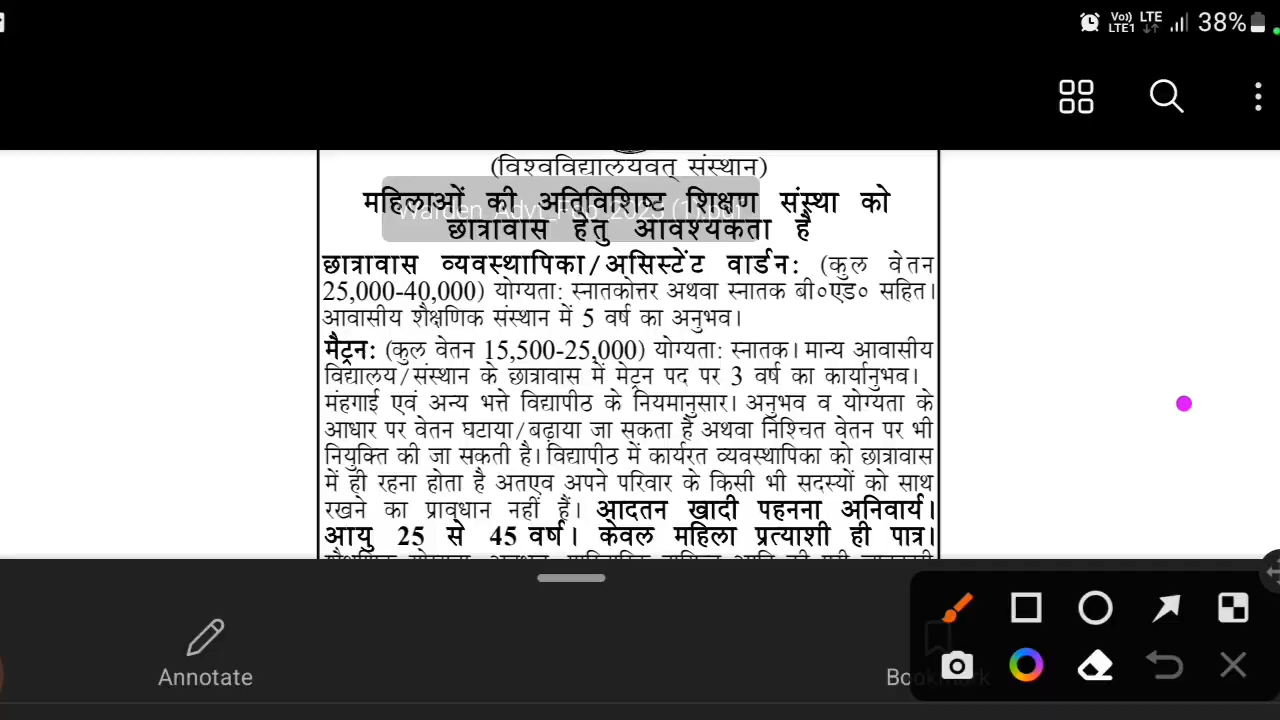 Vo)) LTE
LTE1
38%
(विश्वविद्यालयवत् संस्थान)
महिलाओं की अतिविशिष्ट शिक्षण संस्था को
छात्रावास हेतु आवश्यकता है
छात्रावास व्यवस्थापिका/असिस्टेंट वार्डन: (कुल वेतन
25,000-40,000) योग्यता: स्नातकोत्तर अथवा स्नातक बी०एड० सहित।
आवासीय शैक्षणिक संस्थान में 5 वर्ष का अनुभव।
मैट्रन: (कुल वेतन 15,500-25,000) योग्यता: स्नातक। मान्य आवासीय
विद्यालय/संस्थान के छात्रावास में मेट्रन पद पर 3 वर्ष का कार्यानुभव।
मंहगाई एवं अन्य भत्ते विद्यापीठ के नियमानुसार। अनुभव व योग्यता के
आधार पर वेतन घटाया/बढ़ाया जा सकता है अथवा निश्चित वेतन पर भी
नियुक्ति की जा सकती है। विद्यापीठ में कार्यरत व्यवस्थापिका को छात्रावास
में ही रहना होता है अतएव अपने परिवार के किसी भी सदस्यों को साथ
रखने का प्रावधान नहीं हैं। आदतन खादी पहनना अनिवार्य।
आयु 25 से 45 वर्ष। केवल महिला प्रत्याशी ही पात्र।
Annotate